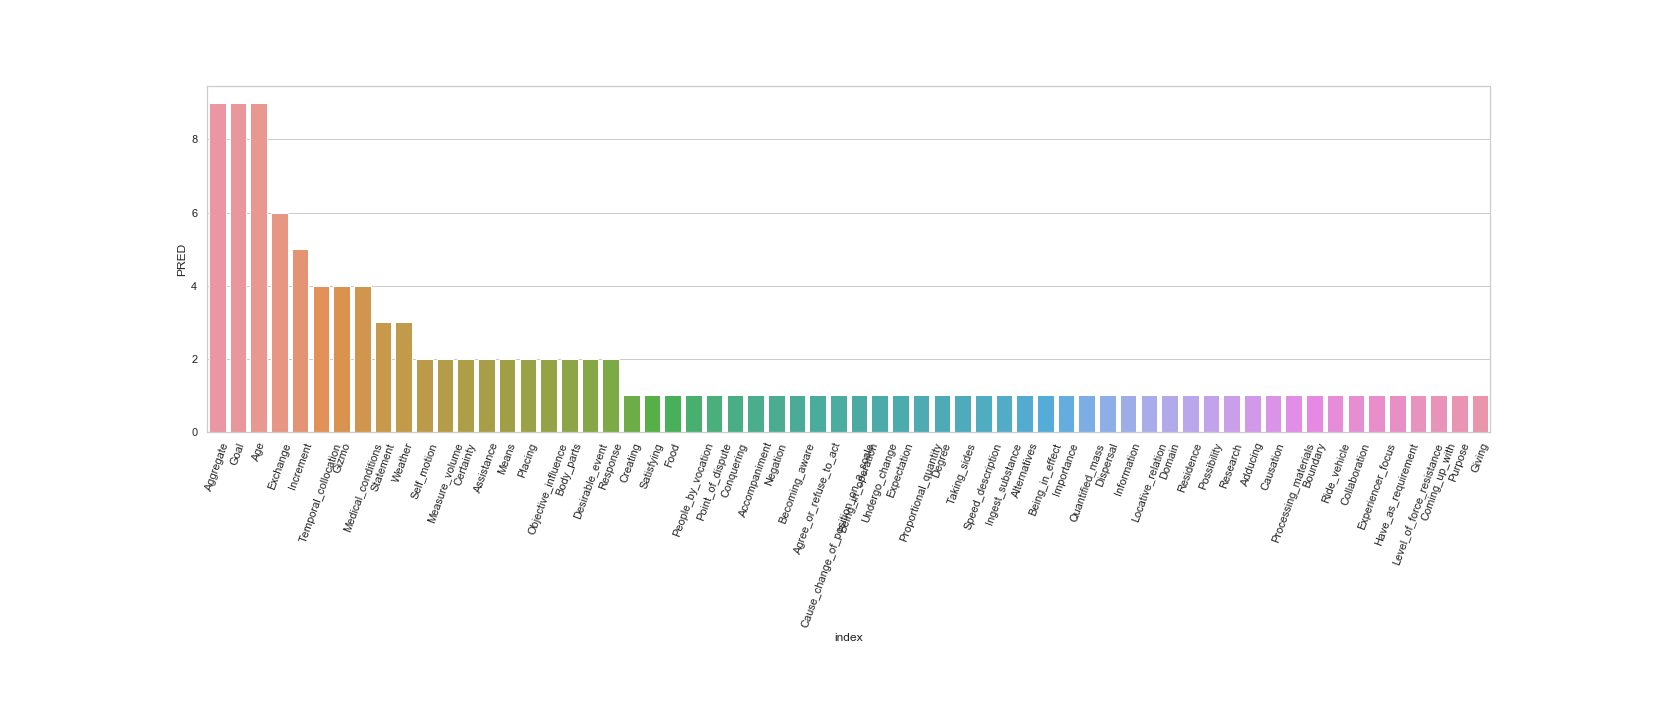 PRED
8
6
4
2
0
Aggregate
Goal
Age
Exchange
Increment
Temporal_collocation
Gizmo
Medical_conditions
Statement
Weather
Self_motion
Measure_volume
Certainty
Assistance
Means
Placing
Objective_influence
Body_parts
Desirable_event
Response
Creating
Satisfying
Food
People_by_vocation
Point_of_dispute
Conquering
Accompaniment
Negation
Becoming_aware
Agree_or_refuse_to_act
Cause_change_of_position_on_a_scale
Being_in_operation
Undergo_change
Expectation
Proportional_quantity
Degree
Taking_sides
Speed_description
Ingest_substance
Alternatives
Being_in_effect
Importance
Quantified_mass
Dispersal
Information
Locative_relation
Domain
Residence
Possibility
Research
Adducing
Causation
Processing_materials
Boundary
Ride_vehicle
Collaboration
Experiencer_focus
Have_as_requirement
Level_of_force_resistance
Coming_up_with
Purpose
Giving
index